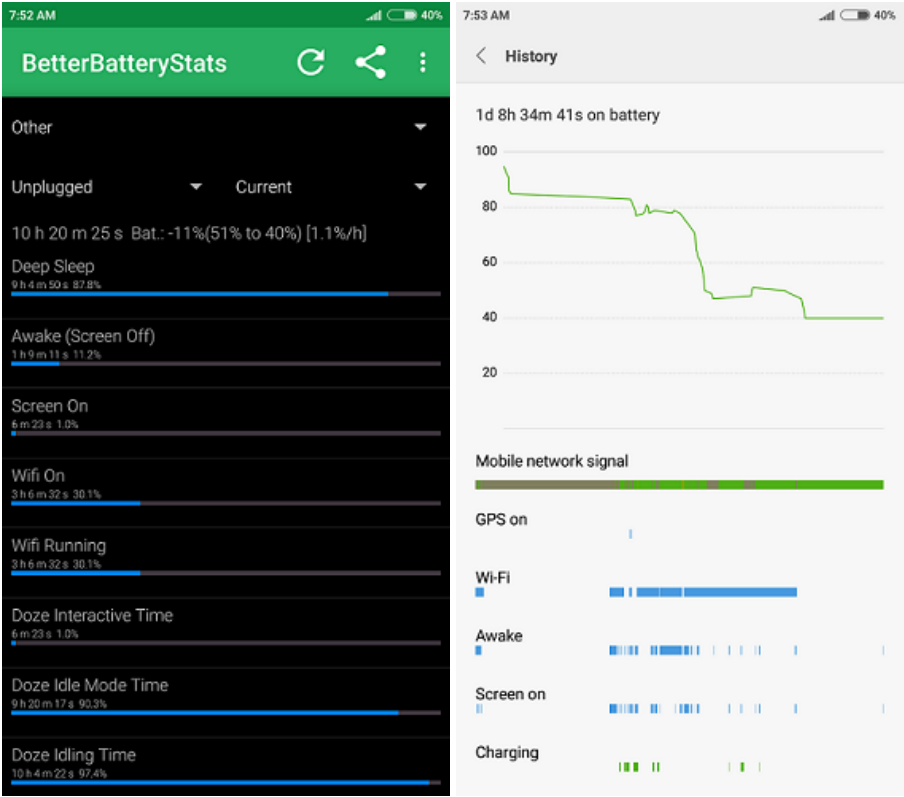 7:52 AM
40%
BetterBatteryStats
Other
Unplugged
Current
10 h 20 m 25 s Bat.: -11%(51% to 40%) [1.1%/h]
Deep Sleep
9 h 4 m 50 s 87.8%
Awake (Screen Off)
1 h 9 m 11 s 11.2%
Screen On
6 m 23 s 1.0%
Wifi On
3 h 6 m 32 s 30.1%
Wifi Running
3 h 6 m 32 s 30.1%
Doze Interactive Time
6 m 23 s 1.0%
Doze Idle Mode Time
9 h 20 m 17 s 90.3%
Doze Idling Time
10 h 4 m 22 s 97.4%
7:53 AM
40%
History
1d 8h 34m 41s on battery
100
80
60
40
20
Mobile network signal
GPS on
Wi-Fi
Awake
Screen on
Charging